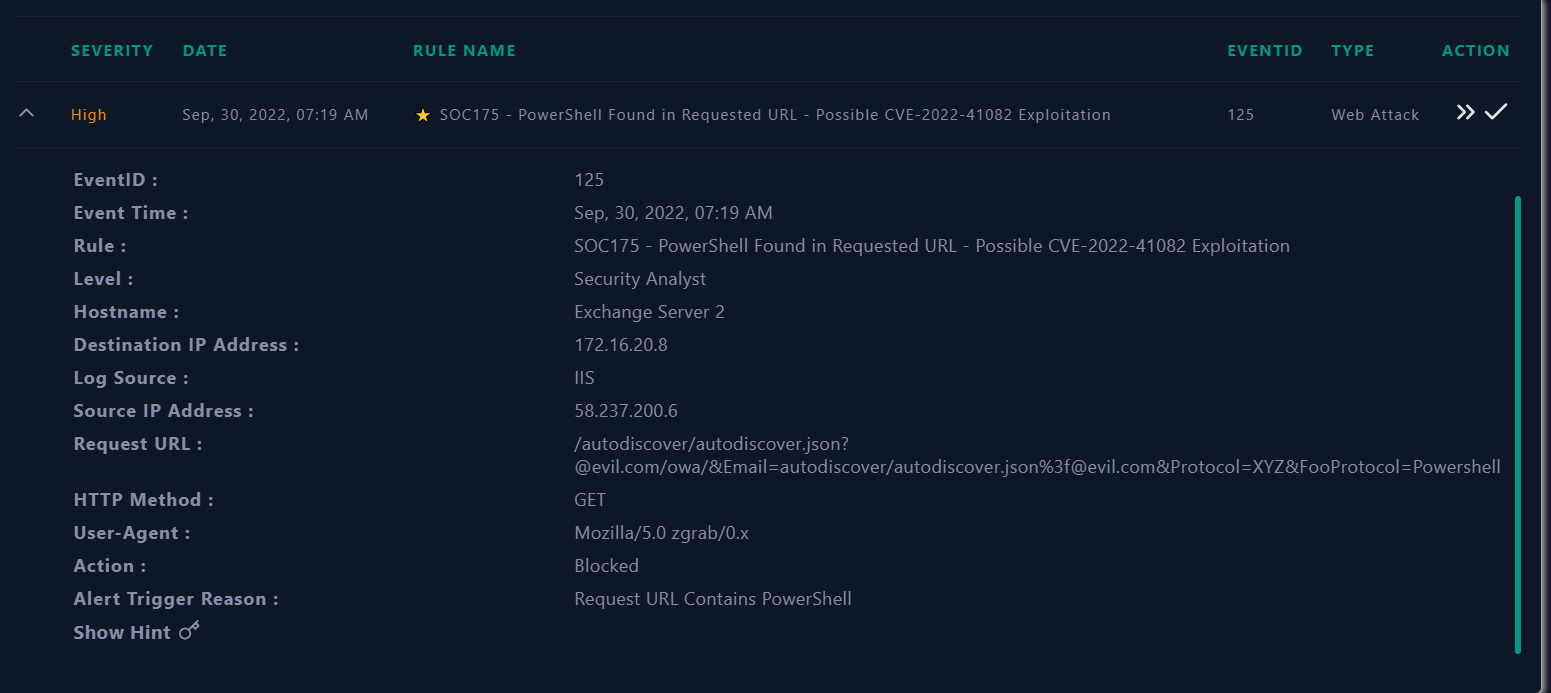 SEVERITY DATE RULE NAME EVENTID TYPE ACTION
High Sep, 30, 2022, 07:19 AM SOC175 - PowerShell Found in Requested URL - Possible CVE-2022-41082 Exploitation 125 Web Attack
EventID : 125
Event Time : Sep, 30, 2022, 07:19 AM
Rule : SOC175 - PowerShell Found in Requested URL - Possible CVE-2022-41082 Exploitation
Level : Security Analyst
Hostname : Exchange Server 2
Destination IP Address : 172.16.20.8
Log Source : IIS
Source IP Address : 58.237.200.6
Request URL : /autodiscover/autodiscover.json?
@evil.com/owa/&Email=autodiscover/autodiscover.json%3f@evil.com&Protocol=XYZ&FooProtocol=Powershell
HTTP Method : GET
User-Agent : Mozilla/5.0 zgrab/0.x
Action : Blocked
Alert Trigger Reason : Request URL Contains PowerShell
Show Hint